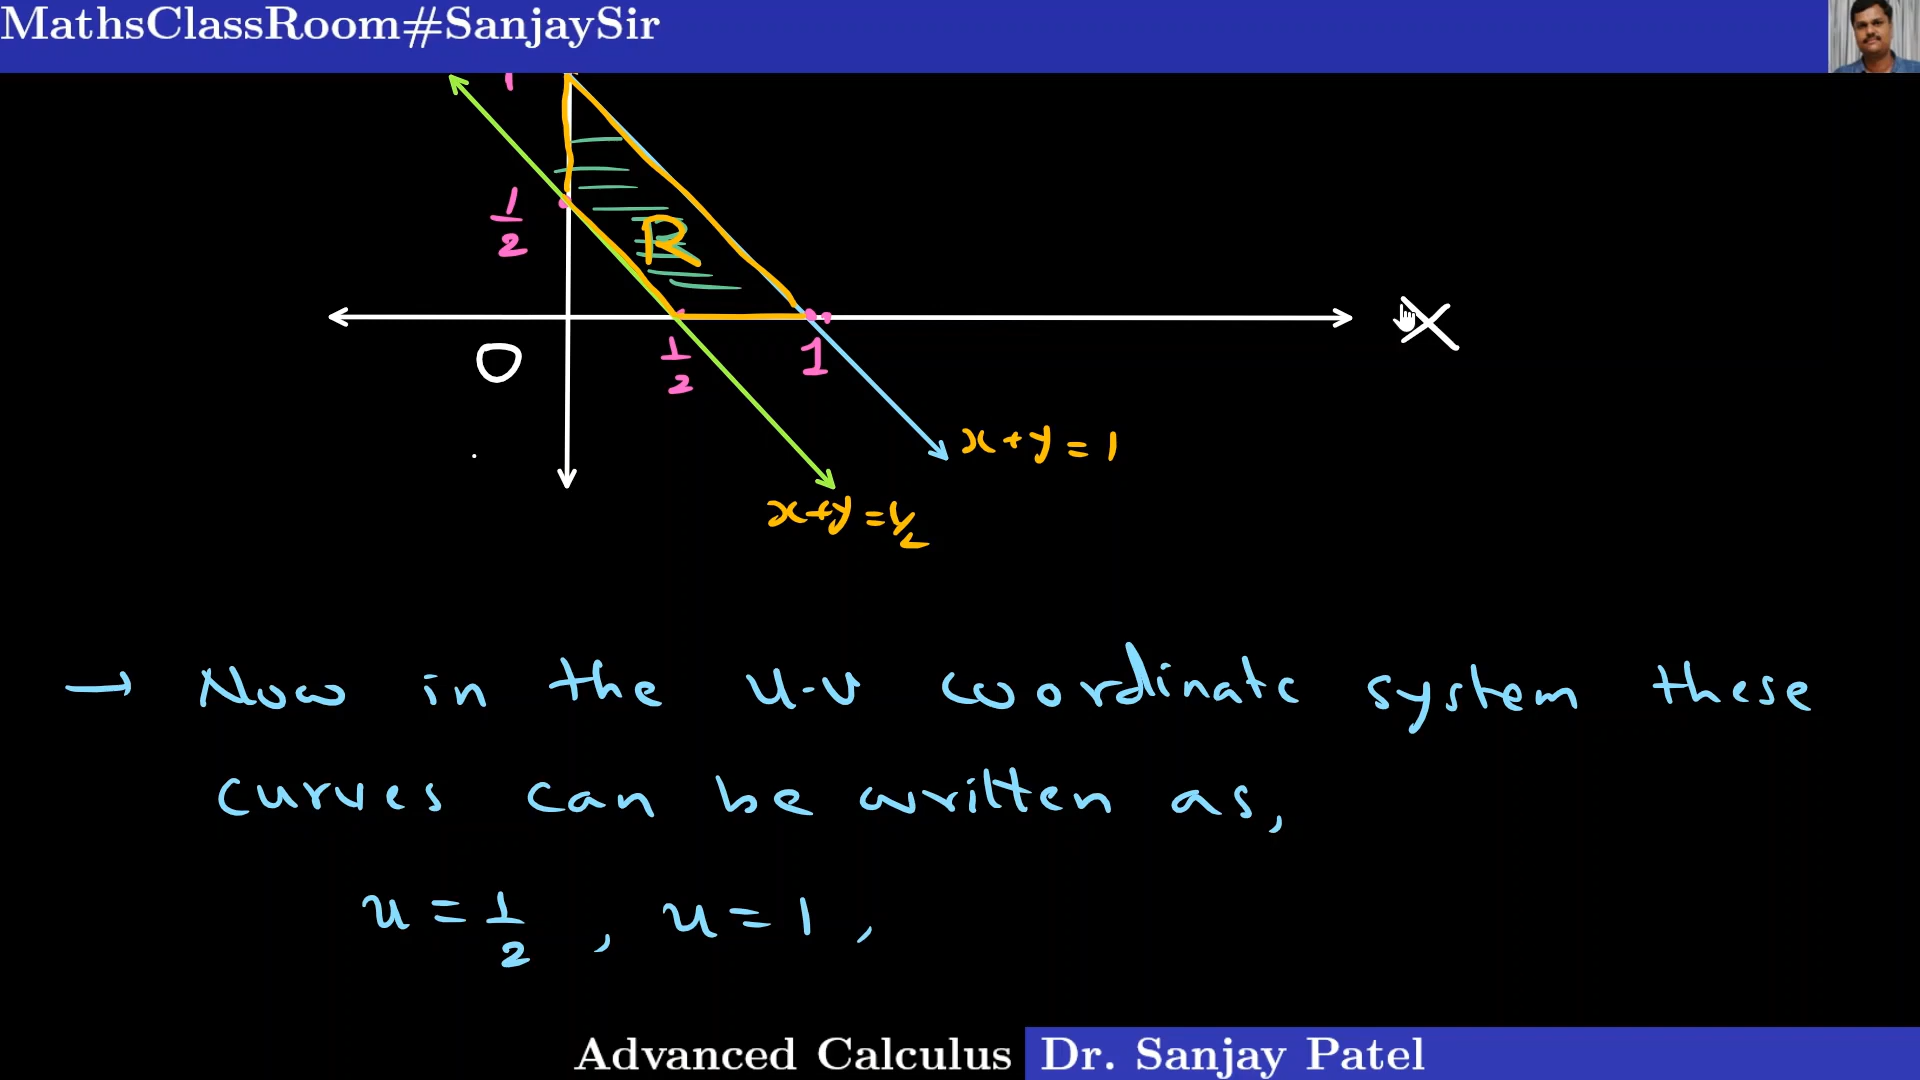 MathsClassRoom#SanjaySir
1
1/2
R
X
O
1/2
1
x+y=1
x+y=1/2
→ Now in the u-v coordinate system these
curves can be written as,
u=1/2, u=1,
Advanced Calculus Dr. Sanjay Patel